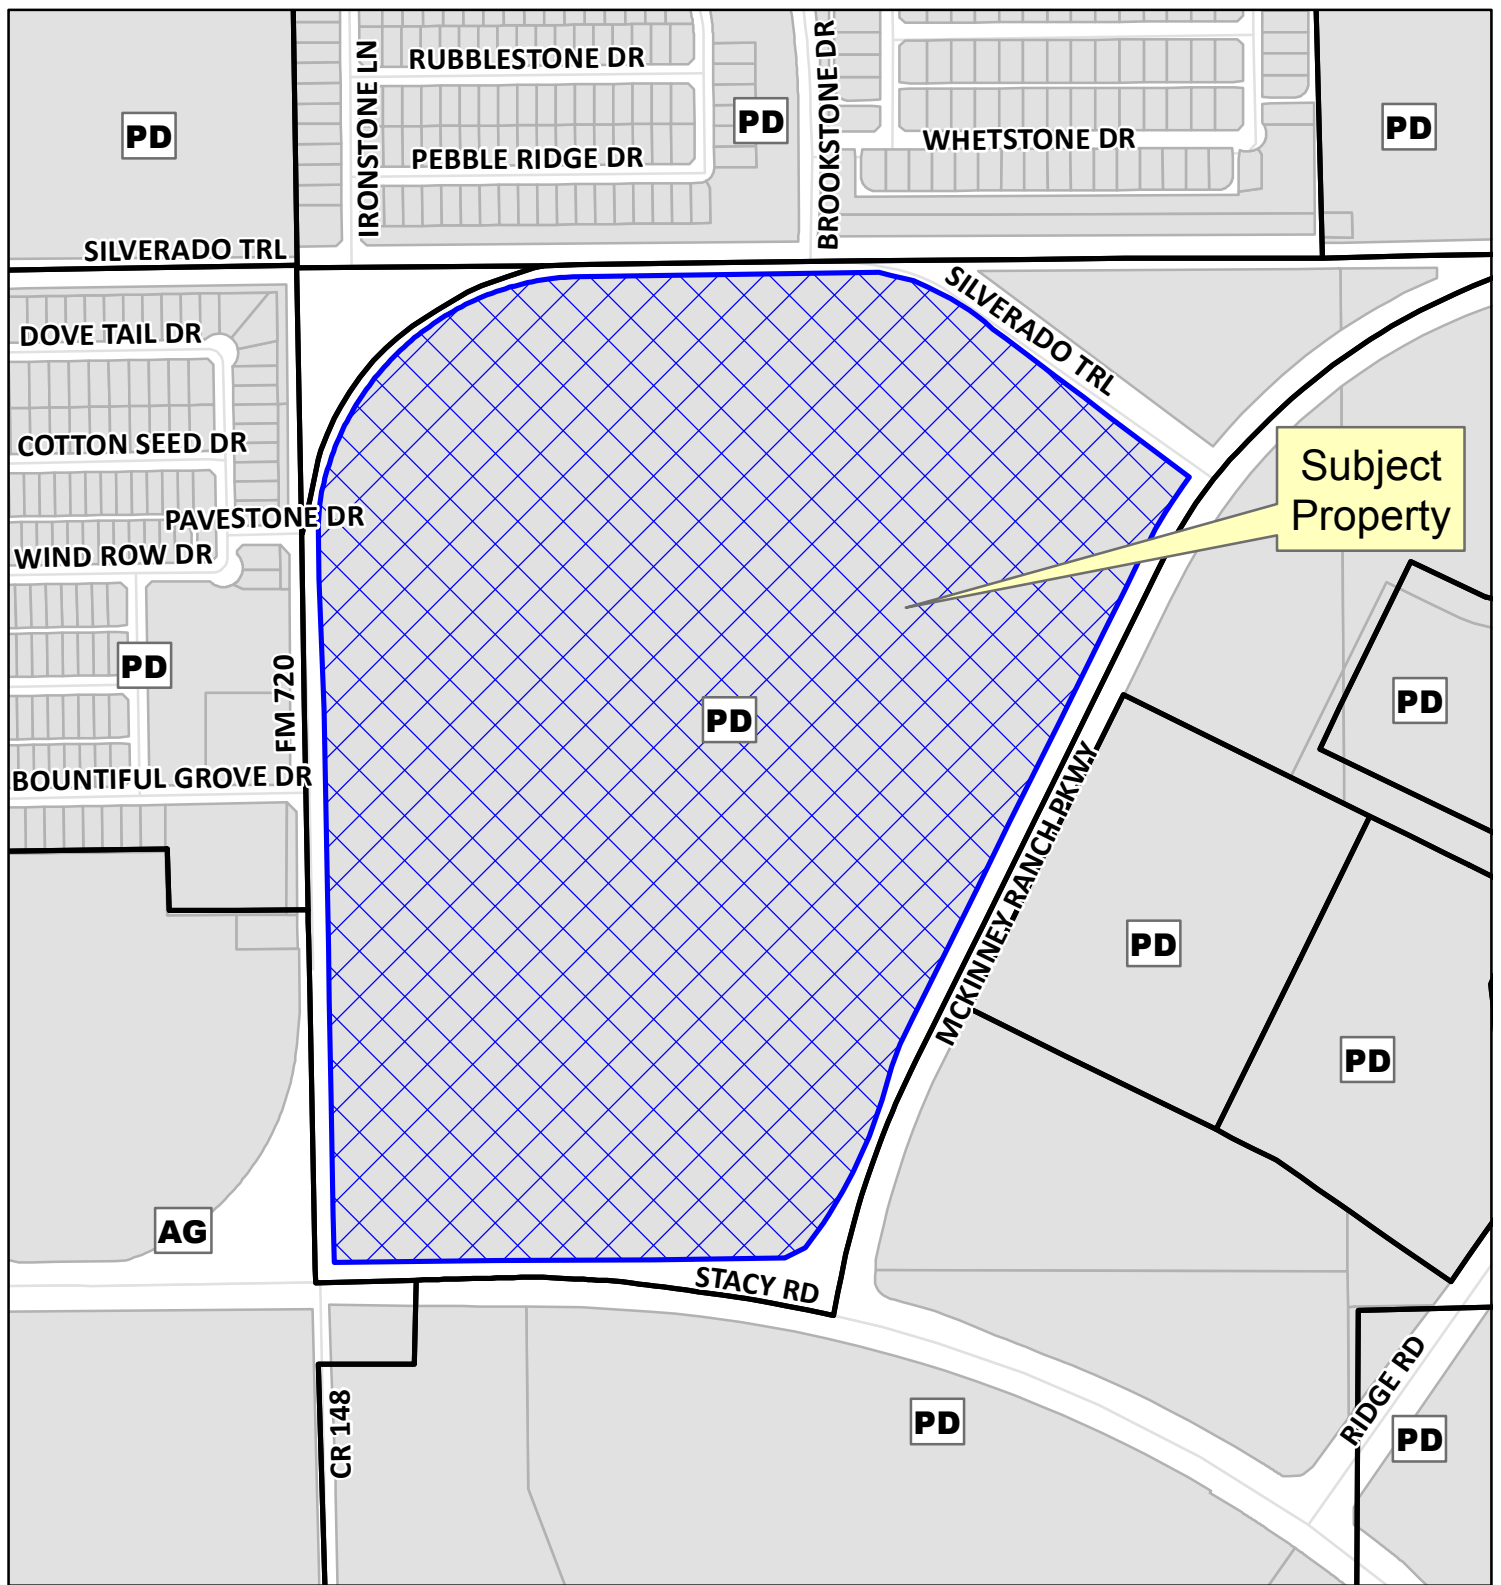 RUBBLESTONE DR
IRONSTONE LN
BROOKSTONE DR
PD
PD
PD
WHETSTONE DR
PEBBLE RIDGE DR
SILVERADO TRL
SILVERADO TRL
DOVE TAIL DR
COTTON SEED DR
Subject
Property
PAVESTONE DR
WIND ROW DR
PD
FM 720
PD
PD
BOUNTIFUL GROVE DR
MCKINNEY RANCH PKWY
PD
PD
AG
STACY RD
CR 148
PD
RIDGE RD
PD